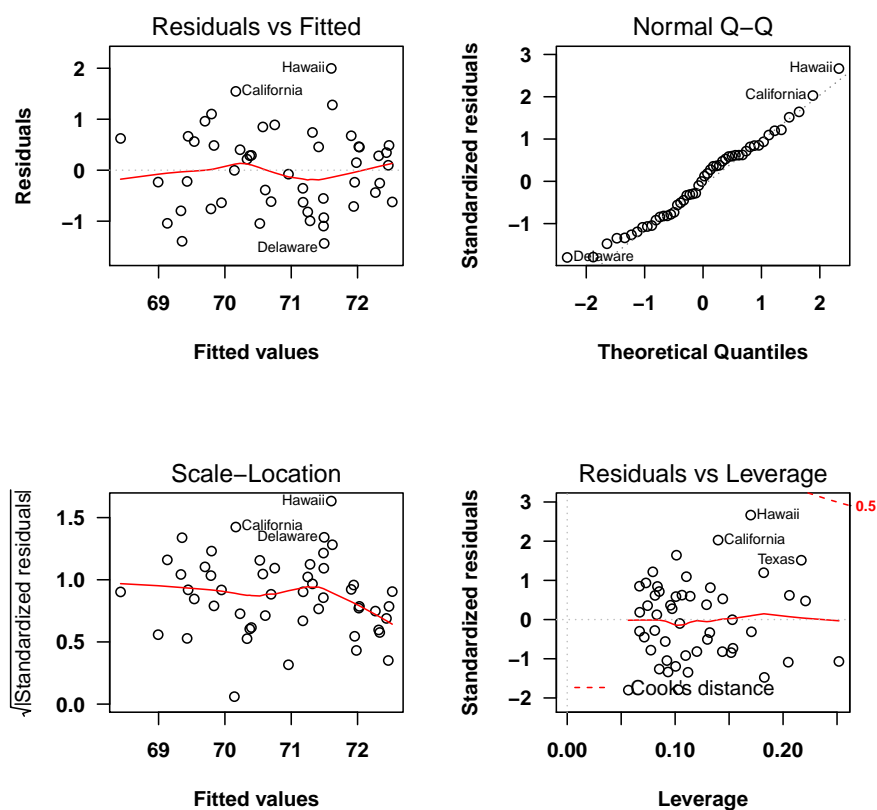 Residuals vs Fitted
Residuals
2
1
0
−1
Hawaii
California
Delaware
69 70 71 72
Fitted values
Normal Q−Q
Standardized residuals
3
2
1
0
−1
Hawaii
California
Delaware
−2 −1 0 1 2
Theoretical Quantiles
Scale−Location
√|Standardized residuals|
1.5
1.0
0.5
0.0
Hawaii
California
Delaware
69 70 71 72
Fitted values
Residuals vs Leverage
Standardized residuals
3
2
1
0
−1
−2
0.5
Hawaii
California
Texas
Cook's distance
0.00 0.10 0.20
Leverage